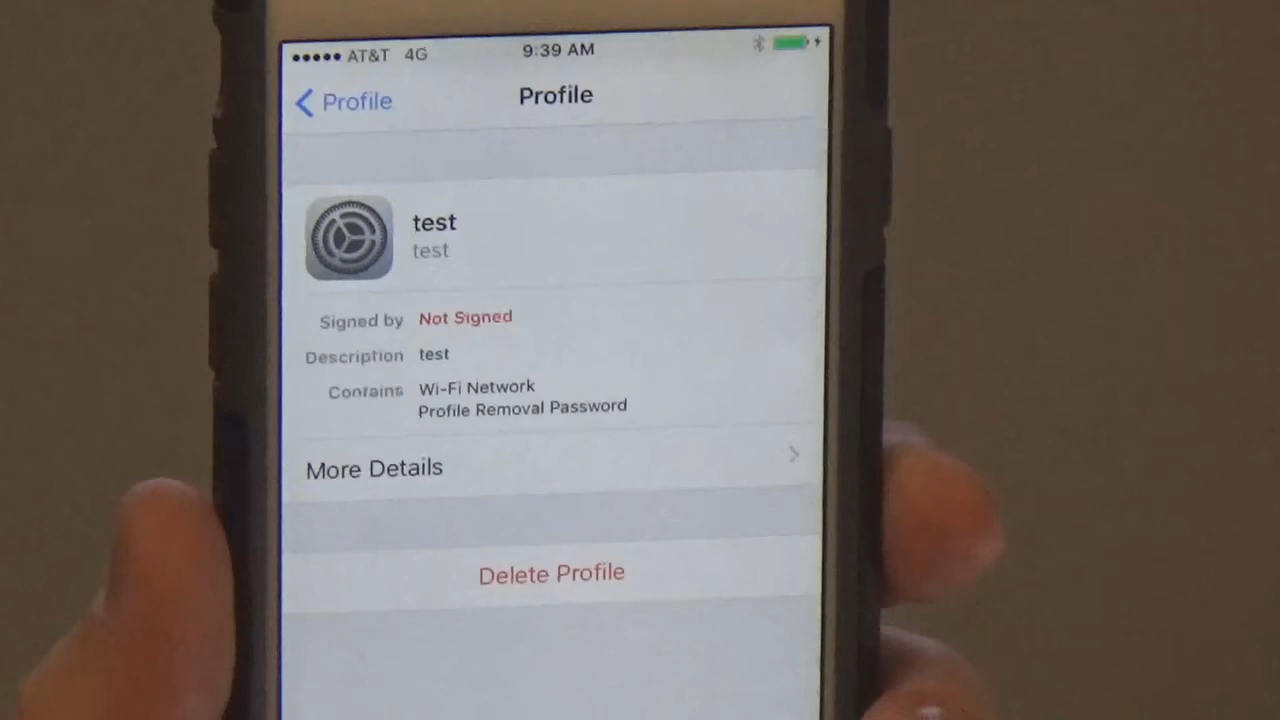 AT&T 4G 9:39 AM
Profile Profile
test
test
Signed by Not Signed
Description test
Contains Wi-Fi Network
Profile Removal Password
More Details
Delete Profile